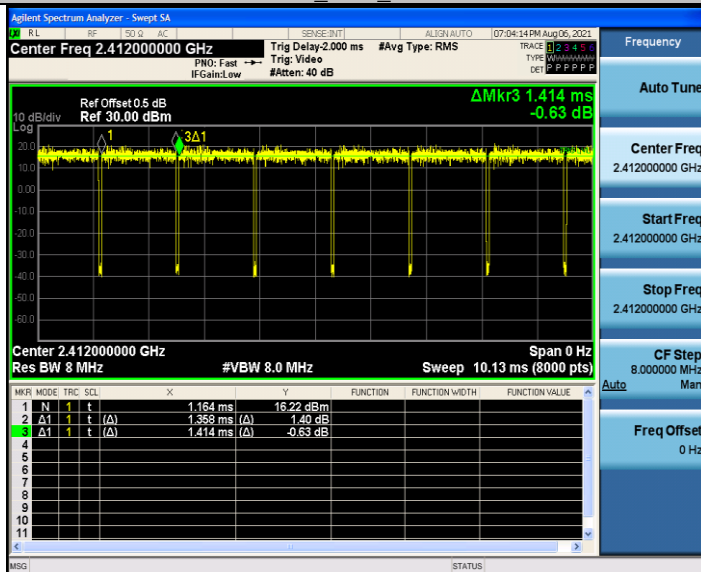 Agilent Spectrum Analyzer - Swept SA
RL RF 50 Ω AC SENSE:INT ALIGN AUTO 07:04:14 PM Aug 06, 2021
Center Freq 2.412000000 GHz
PNO: Fast
IFGain:Low
Trig Delay-2.000 ms
Trig: Video
#Atten: 40 dB
#Avg Type: RMS
TRACE 1 2 3 4 5 6
TYPE W
DET P P P P P P
Ref Offset 0.5 dB
Ref 30.00 dBm
10 dB/div
Log
ΔMkr3 1.414 ms
-0.63 dB
1
3Δ1
20.0
10.0
0.00
-10.0
-20.0
-30.0
-40.0
-50.0
-60.0
Center 2.412000000 GHz
Res BW 8 MHz
#VBW 8.0 MHz
Span 0 Hz
Sweep 10.13 ms (8000 pts)
MKR MODE TRC SCL X Y FUNCTION FUNCTION WIDTH FUNCTION VALUE
1 N 1 t 1.164 ms 16.22 dBm
2 Δ1 1 t (Δ) 1.358 ms (Δ) 1.40 dB
3 Δ1 1 t (Δ) 1.414 ms (Δ) -0.63 dB
4
5
6
7
8
9
10
11
MSG STATUS
Frequency
Auto Tune
Center Freq
2.412000000 GHz
Start Freq
2.412000000 GHz
Stop Freq
2.412000000 GHz
CF Step
8.000000 MHz
Auto Man
Freq Offset
0 Hz